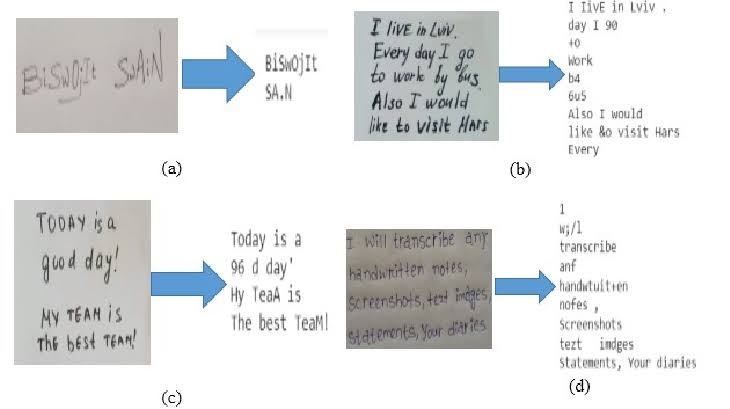 BiSwOjIt SAiN
BiSwOjIt
SA.N
(a)
I livE in Lviv.
Every day I go
to work by bus.
Also I would
like to visit MARS
I IivE in Lviv .
day I 90
+o
Work
b4
6u5
Also I would
like &o visit Hars
Every
(b)
TODAY is a
good day!
MY TEAM is
The bEST TEAM!
Today is a
96 d day'
Hy TeaA is
The best TeaM!
(c)
I will transcribe any
handwritten notes,
Screenshots, text images,
statements, Your diaries
1
w;/l
transcribe
anf
handwtuit+en
nofes ,
Screenshots
tezt imdges
Statements, Your diaries
(d)